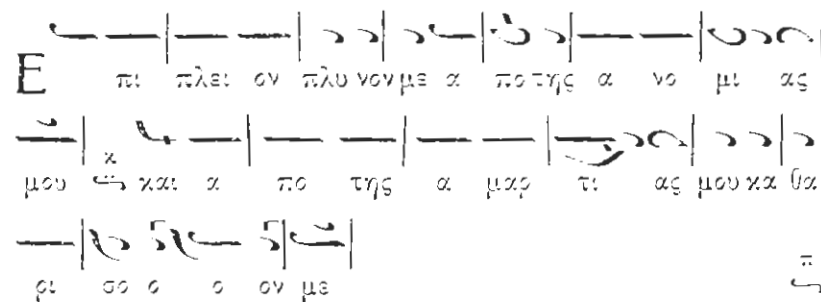 Ε πι πλει ον πλυ νον με α πο της α νο μι ας
μου χ και α πο της α μαρ τι ας μου κα θα
ρι σο ο ο ον με π